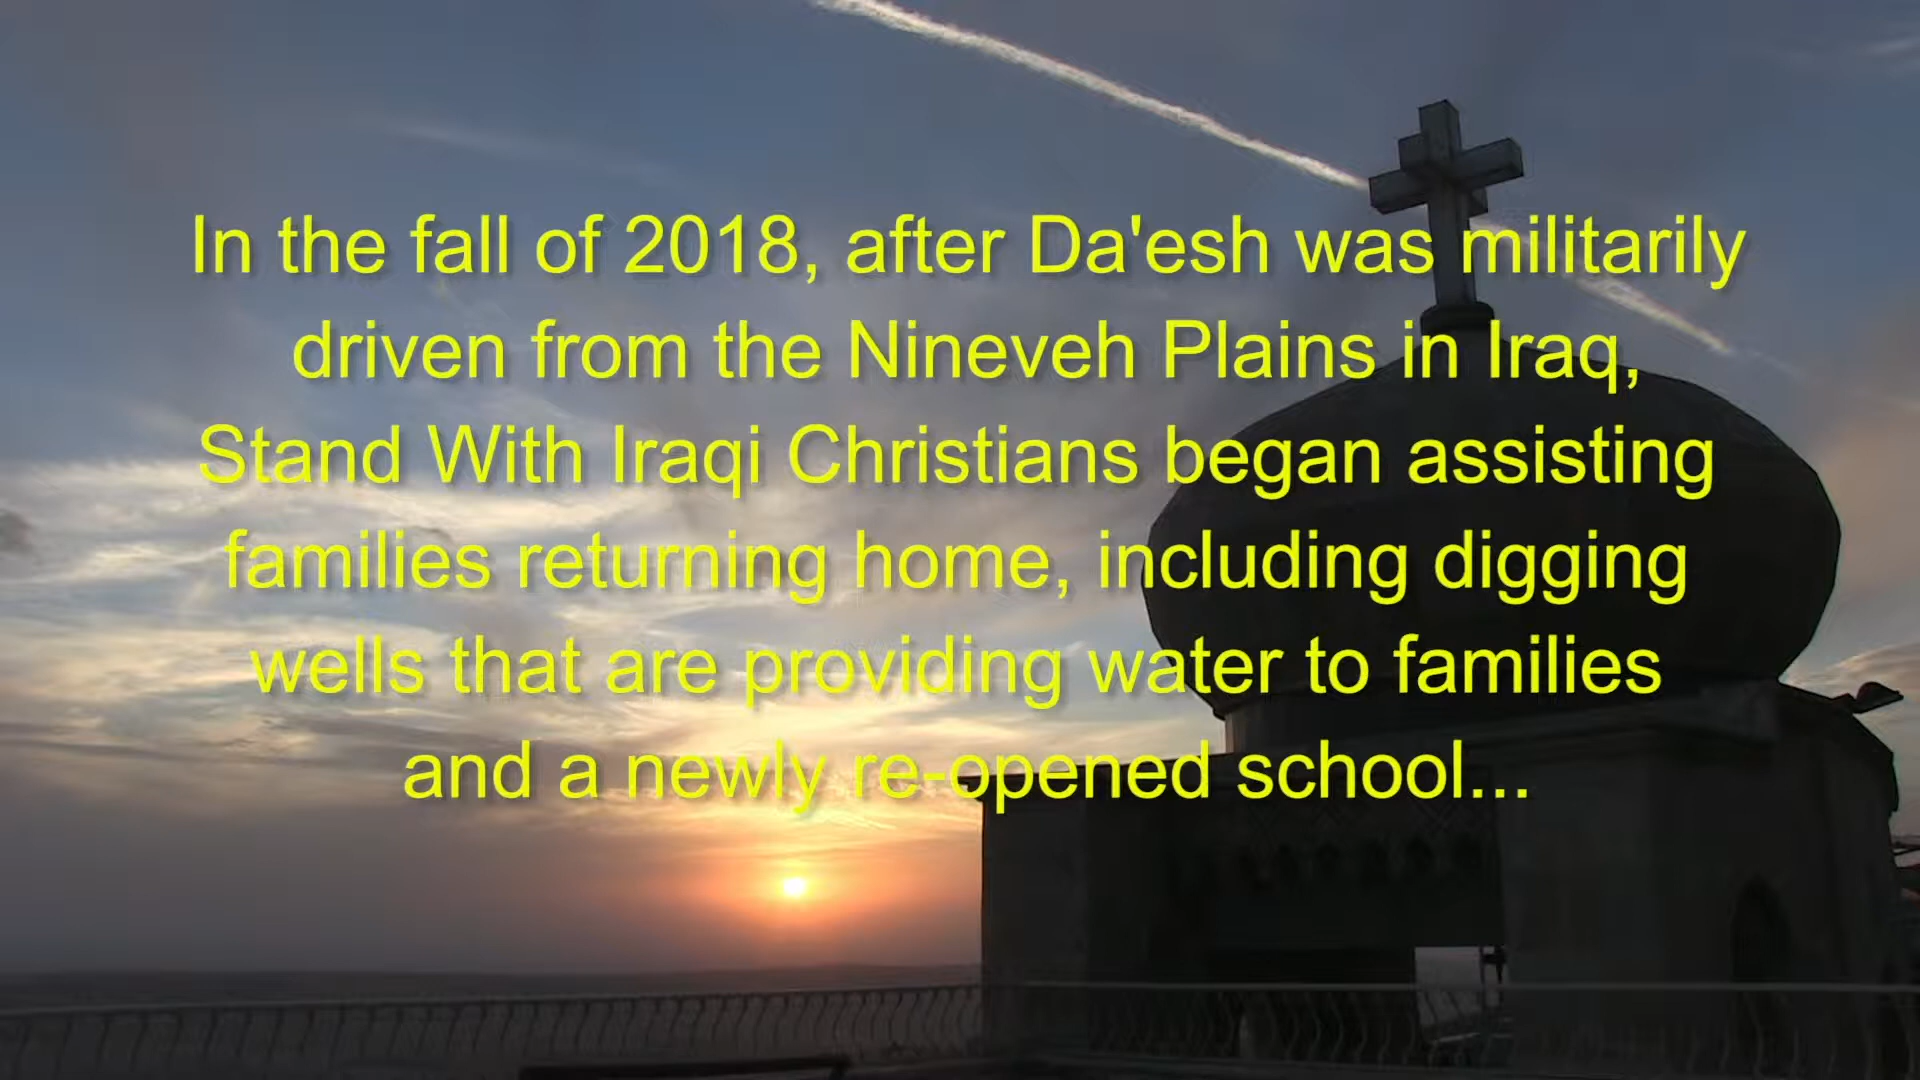 In the fall of 2018, after Da'esh was militarily
driven from the Nineveh Plains in Iraq,
Stand With Iraqi Christians began assisting
families returning home, including digging
wells that are providing water to families
and a newly re-opened school...